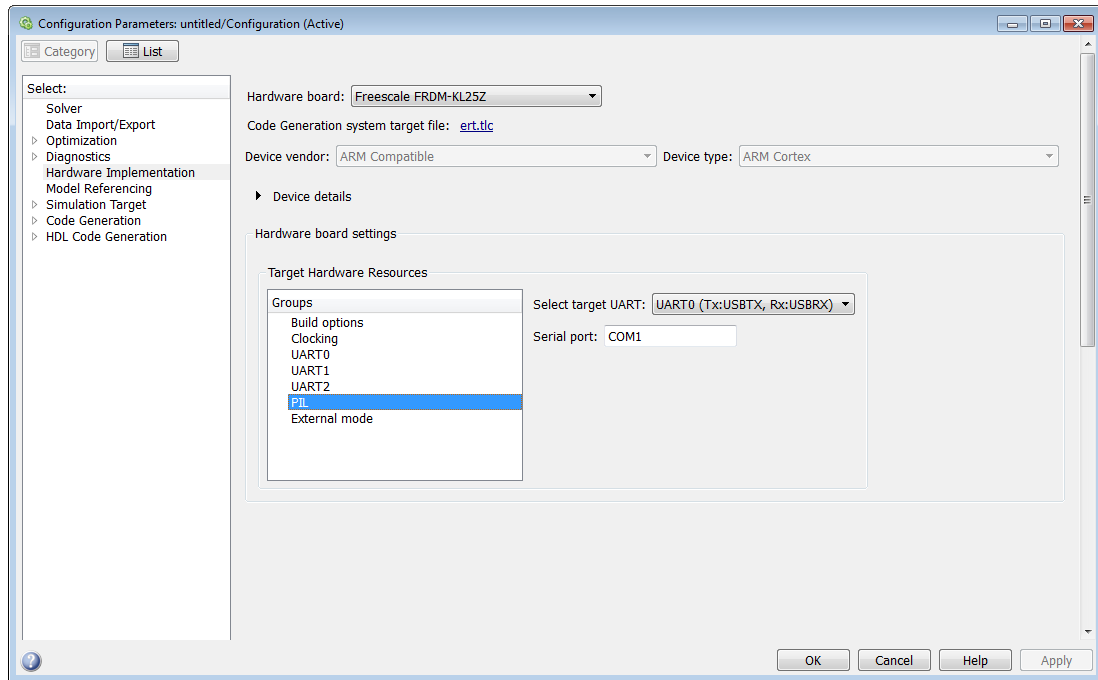 Configuration Parameters: untitled/Configuration (Active)
Category
List
Select:
Solver
Data Import/Export
Optimization
Diagnostics
Hardware Implementation
Model Referencing
Simulation Target
Code Generation
HDL Code Generation
Hardware board: Freescale FRDM-KL25Z
Code Generation system target file: ert.tlc
Device vendor: ARM Compatible Device type: ARM Cortex
Device details
Hardware board settings
Target Hardware Resources
Groups
Build options
Clocking
UART0
UART1
UART2
PIL
External mode
Select target UART: UART0 (Tx:USBTX, Rx:USBRX)
Serial port: COM1
OK Cancel Help Apply